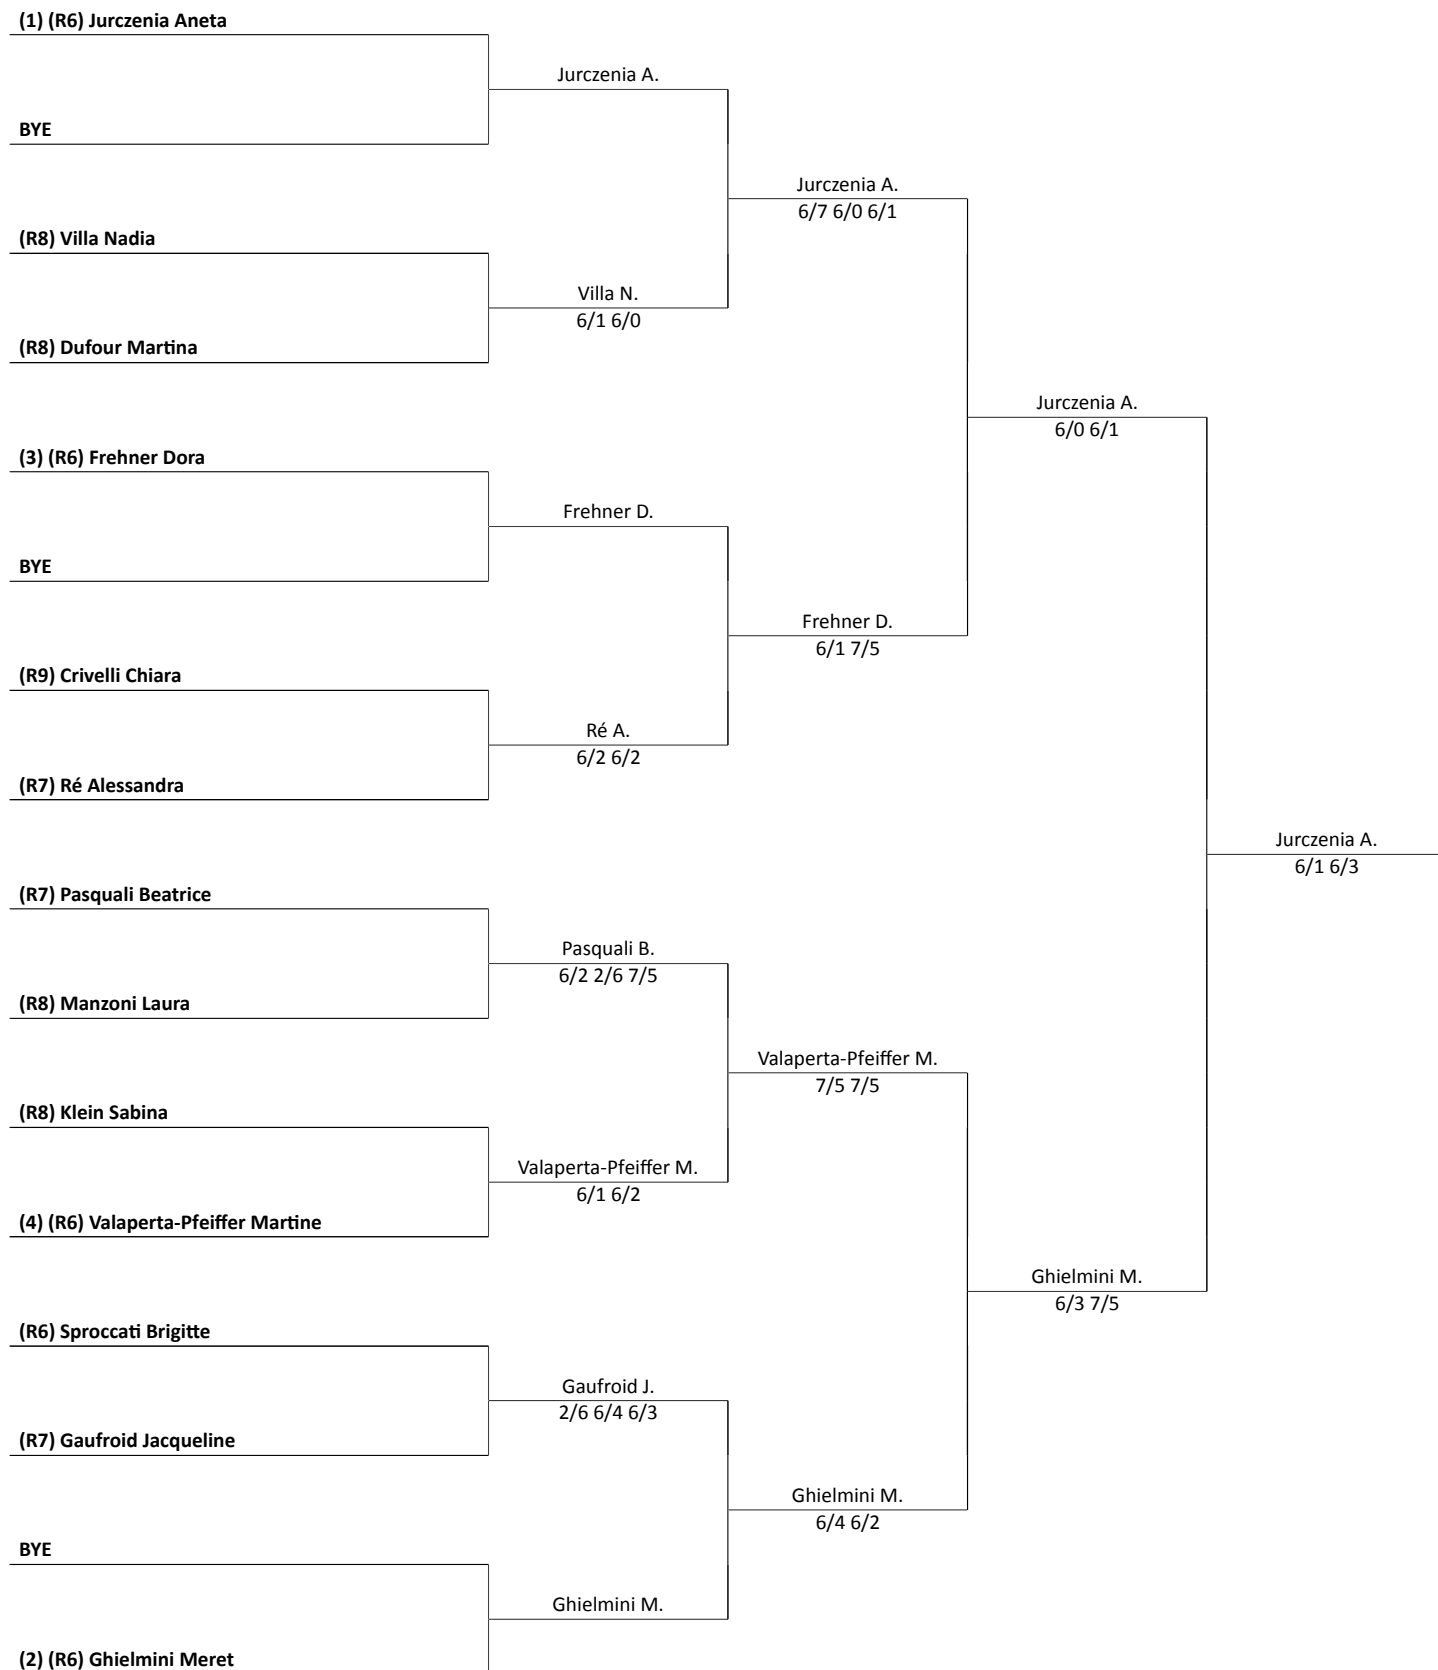 (1) (R6) Jurczenia Aneta
Jurczenia A.
BYE
Jurczenia A.
6/7 6/0 6/1
(R8) Villa Nadia
Villa N.
6/1 6/0
(R8) Dufour Martina
Jurczenia A.
6/0 6/1
(3) (R6) Frehner Dora
Frehner D.
BYE
Frehner D.
6/1 7/5
(R9) Crivelli Chiara
Ré A.
6/2 6/2
(R7) Ré Alessandra
Jurczenia A.
6/1 6/3
(R7) Pasquali Beatrice
Pasquali B.
6/2 2/6 7/5
(R8) Manzoni Laura
Valaperta-Pfeiffer M.
7/5 7/5
(R8) Klein Sabina
Valaperta-Pfeiffer M.
6/1 6/2
(4) (R6) Valaperta-Pfeiffer Martine
Ghielmini M.
6/3 7/5
(R6) Sproccati Brigitte
Gaufroid J.
2/6 6/4 6/3
(R7) Gaufroid Jacqueline
Ghielmini M.
6/4 6/2
BYE
Ghielmini M.
(2) (R6) Ghielmini Meret